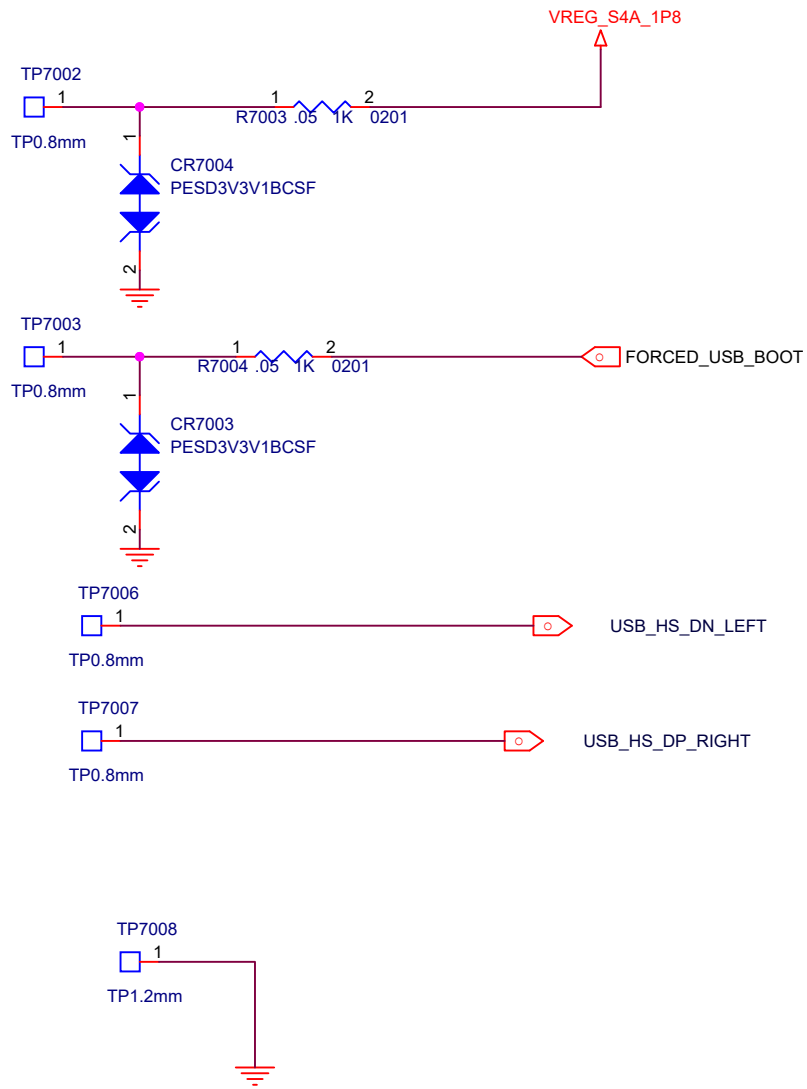 VREG_S4A_1P8
TP7002
1
1
2
R7003 .05 1K 0201
TP0.8mm
1
CR7004
PESD3V3V1BCSF
2
TP7003
1
1
2
FORCED_USB_BOOT
R7004 .05 1K 0201
TP0.8mm
1
CR7003
PESD3V3V1BCSF
2
TP7006
1
USB_HS_DN_LEFT
TP0.8mm
TP7007
1
USB_HS_DP_RIGHT
TP0.8mm
TP7008
1
TP1.2mm